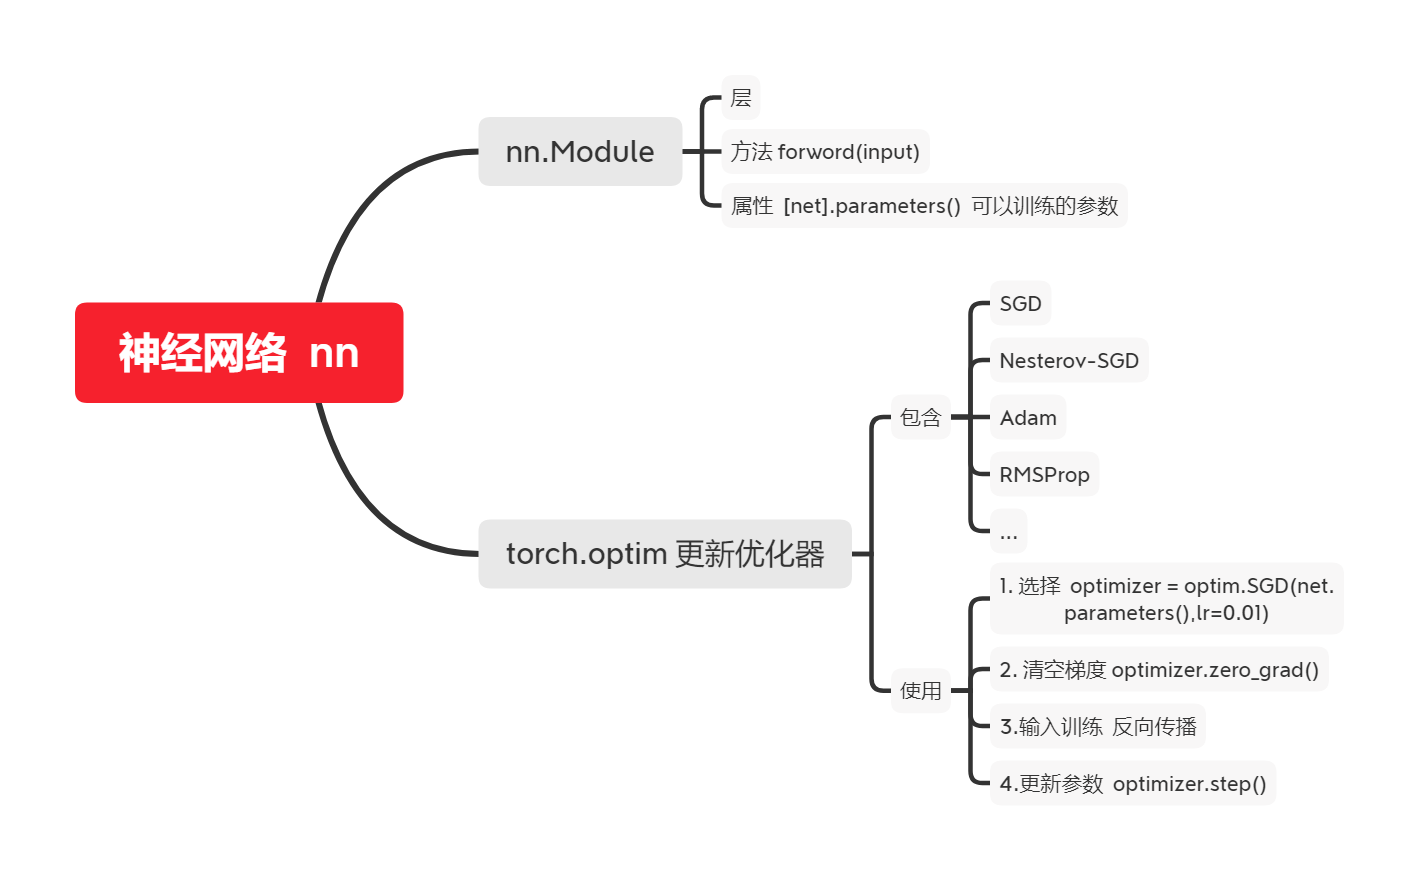 神经网络 nn
nn.Module
层
方法 forword(input)
属性 [net].parameters() 可以训练的参数
torch.optim 更新优化器
包含
SGD
Nesterov-SGD
Adam
RMSProp
...
使用
1. 选择 optimizer = optim.SGD(net.
parameters(),lr=0.01)
2. 清空梯度 optimizer.zero_grad()
3.输入训练 反向传播
4.更新参数 optimizer.step()